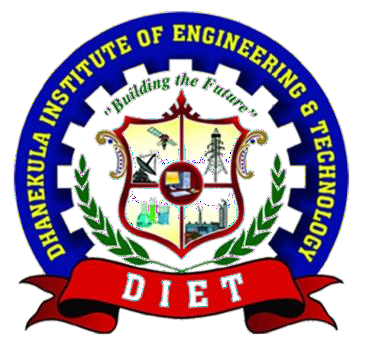 DHANEKULA INSTITUTE OF ENGINEERING & TECHNOLOGY
"Building the Future"
DIET